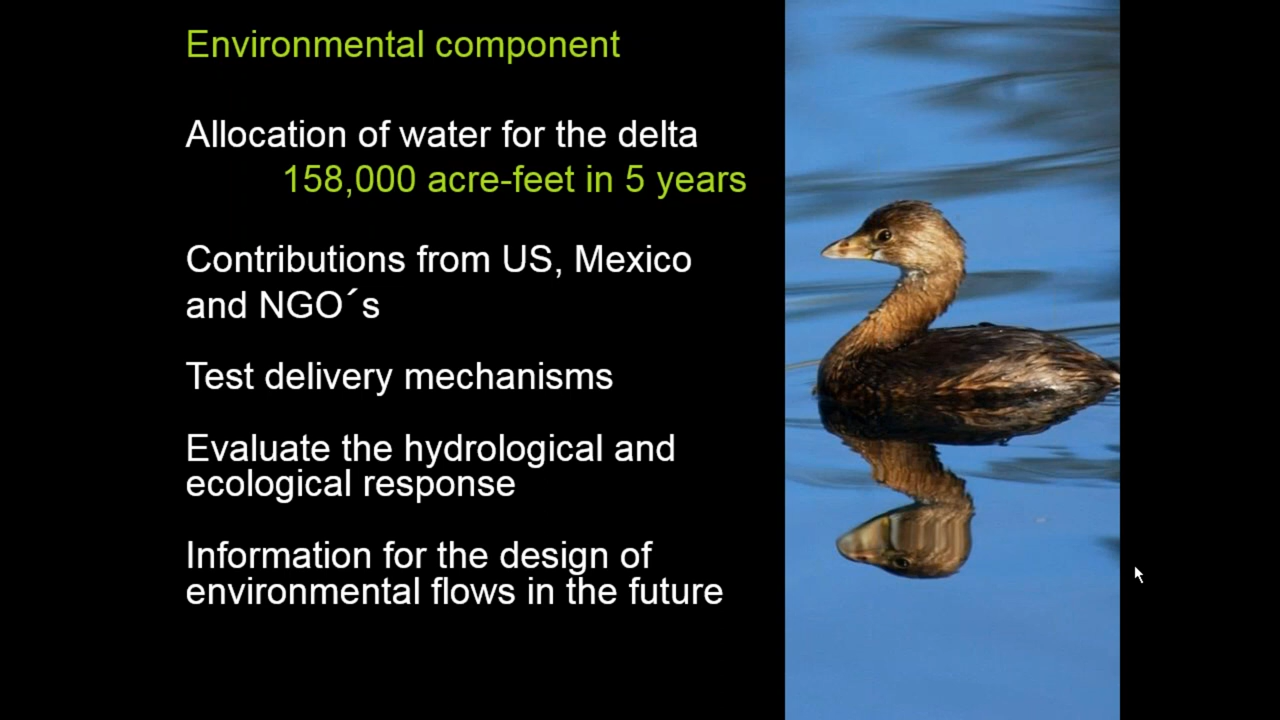 Environmental component
Allocation of water for the delta
158,000 acre-feet in 5 years
Contributions from US, Mexico
and NGO´s
Test delivery mechanisms
Evaluate the hydrological and
ecological response
Information for the design of
environmental flows in the future